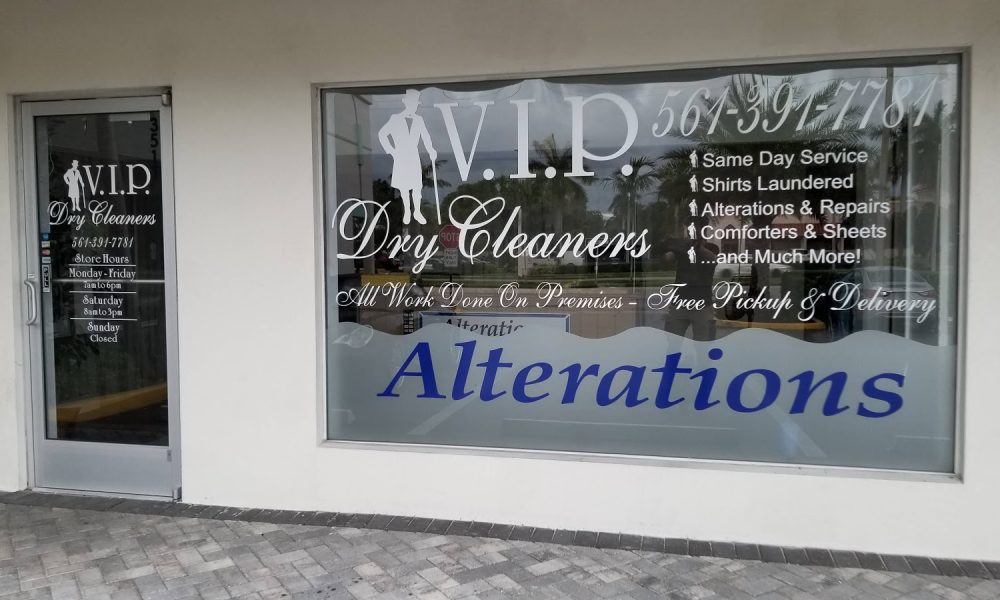 V.I.P.
Dry Cleaners
561-391-7781
Store Hours
Monday - Friday
7am to 6pm
Saturday
8am to 3pm
Sunday
Closed
V.I.P.
Dry Cleaners
561-391-7781
Same Day Service
Shirts Laundered
Alterations & Repairs
Comforters & Sheets
...and Much More!
All Work Done On Premises - Free Pickup & Delivery
Alteratio
Alterations